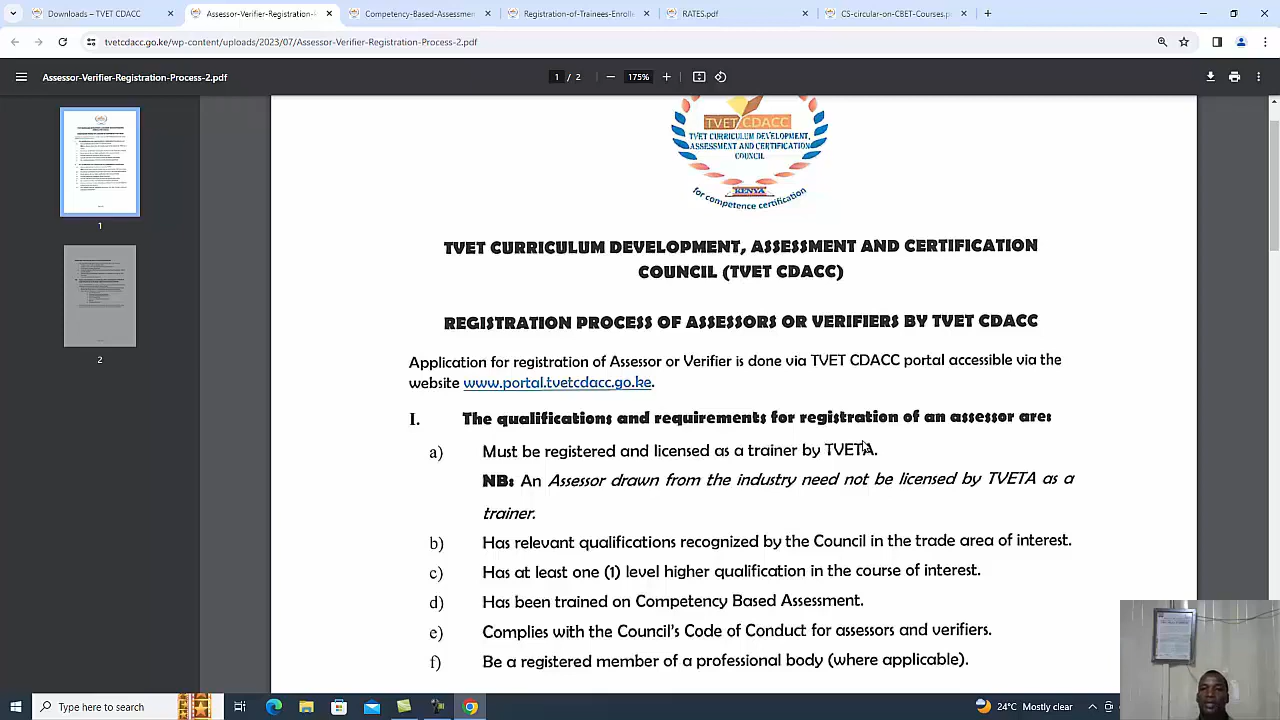 Downloads – TVET CDACC
Assessor-Verifier-Registration-
Competency-Based-Assessmen
Registration-of-Trainees-Enrolle
RATES.pdf
CS-circular-on-CBET-Courses.p
tvetcdacc.go.ke/wp-content/uploads/2023/07/Assessor-Verifier-Registration-Process-2.pdf
Assessor-Verifier-Registration-Process-2.pdf
1 / 2
175%
1
2
TVET CDACC
TVET CURRICULUM DEVELOPMENT,
ASSESSMENT AND CERTIFICATION
COUNCIL
KENYA
for competence certification
TVET CURRICULUM DEVELOPMENT, ASSESSMENT AND CERTIFICATION
COUNCIL (TVET CDACC)
REGISTRATION PROCESS OF ASSESSORS OR VERIFIERS BY TVET CDACC
Application for registration of Assessor or Verifier is done via TVET CDACC portal accessible via the
website www.portal.tvetcdacc.go.ke.
I. The qualifications and requirements for registration of an assessor are:
a) Must be registered and licensed as a trainer by TVETA.
NB: An Assessor drawn from the industry need not be licensed by TVETA as a
trainer.
b) Has relevant qualifications recognized by the Council in the trade area of interest.
c) Has at least one (1) level higher qualification in the course of interest.
d) Has been trained on Competency Based Assessment.
e) Complies with the Council's Code of Conduct for assessors and verifiers.
f) Be a registered member of a professional body (where applicable).
Type here to search
24°C Mostly clear